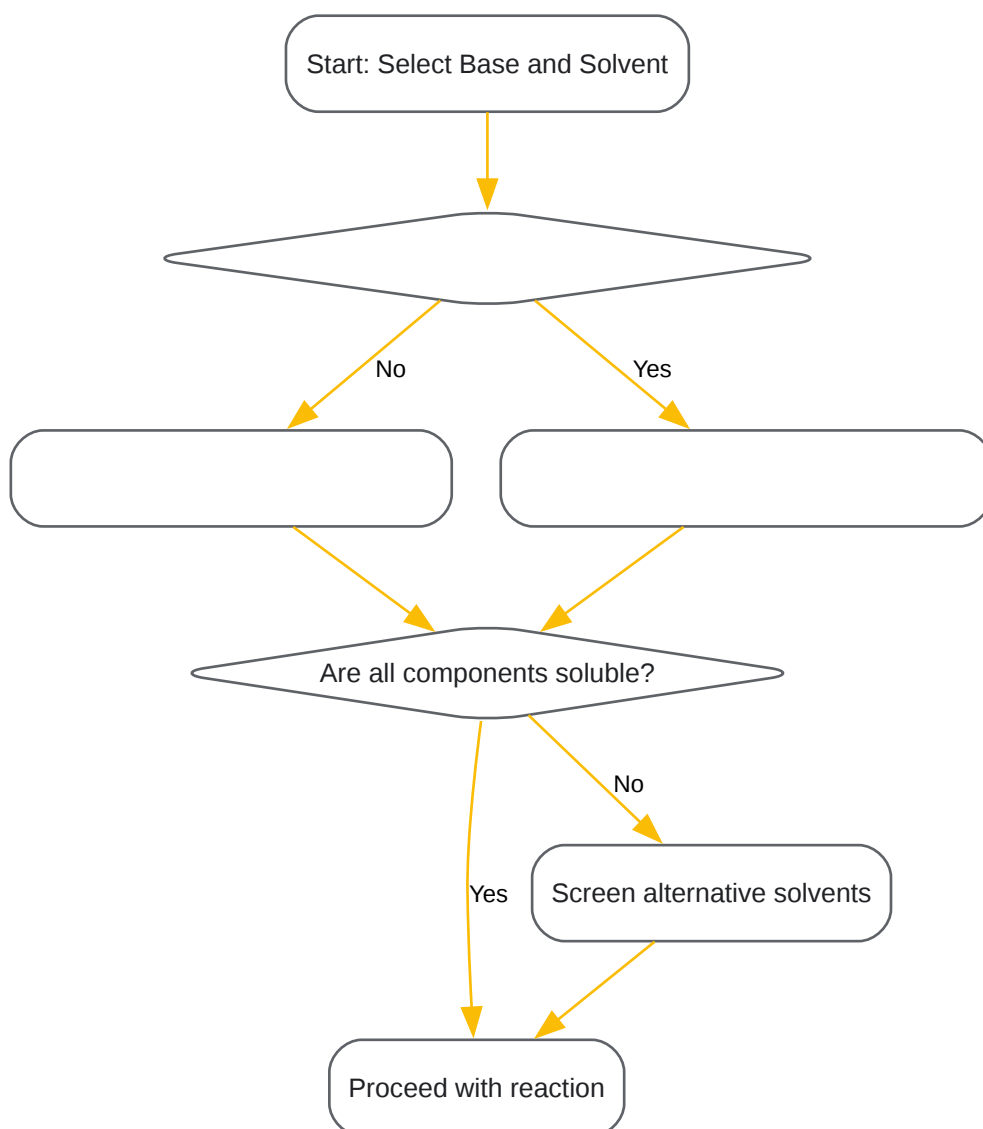 Start: Select Base and Solvent
No
Yes
Are all components soluble?
No
Screen alternative solvents
Yes
Proceed with reaction